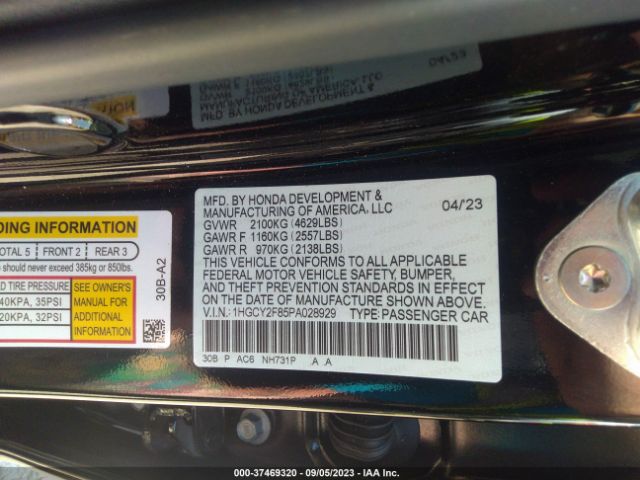 MFD. BY HONDA DEVELOPMENT &
MANUFACTURING OF AMERICA, LLC 04/'23
GVWR 2100KG (4629LBS)
GAWR F 1160KG (2557LBS)
GAWR R 970KG (2138LBS)
THIS VEHICLE CONFORMS TO ALL APPLICABLE
FEDERAL MOTOR VEHICLE SAFETY, BUMPER,
AND THEFT PREVENTION STANDARDS IN EFFECT
ON THE DATE OF MANUFACTURE SHOWN ABOVE.
V.I.N.: 1HGCY2F85PA028929 TYPE: PASSENGER CAR
30B P AC6 NH731P A A
DING INFORMATION
OTAL 5 FRONT 2 REAR 3
should never exceed 385kg or 850lbs.
D TIRE PRESSURE
40KPA, 35PSI
20KPA, 32PSI
SEE OWNER'S
MANUAL FOR
ADDITIONAL
INFORMATION
30B-A2
000-37469320 / 09/05/2023 / IAA Inc.